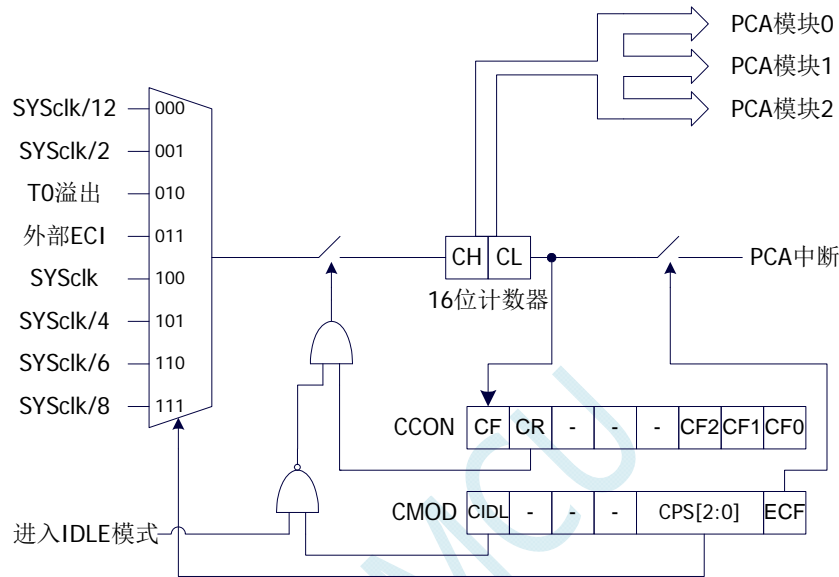 PCA模块0
PCA模块1
PCA模块2
SYSclk/12 000
SYSclk/2 001
T0溢出 010
外部ECI 011
SYSclk 100
SYSclk/4 101
SYSclk/6 110
SYSclk/8 111
CH CL
16位计数器
PCA中断
CCON CF CR - - - CF2 CF1 CF0
CMOD CIDL - - - CPS[2:0] ECF
进入IDLE模式
MCU